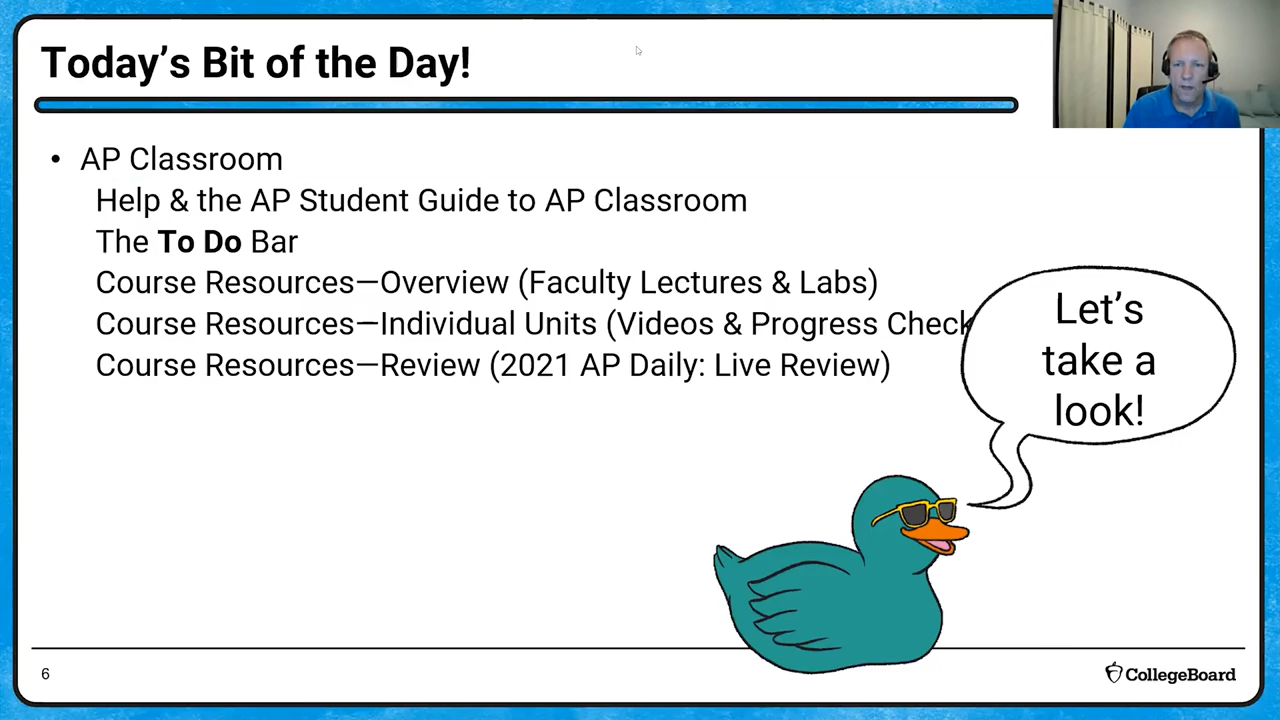 Today's Bit of the Day!
• AP Classroom
Help & the AP Student Guide to AP Classroom
The To Do Bar
Course Resources—Overview (Faculty Lectures & Labs)
Course Resources—Individual Units (Videos & Progress Check
Course Resources—Review (2021 AP Daily: Live Review)
Let's
take a
look!
6
CollegeBoard